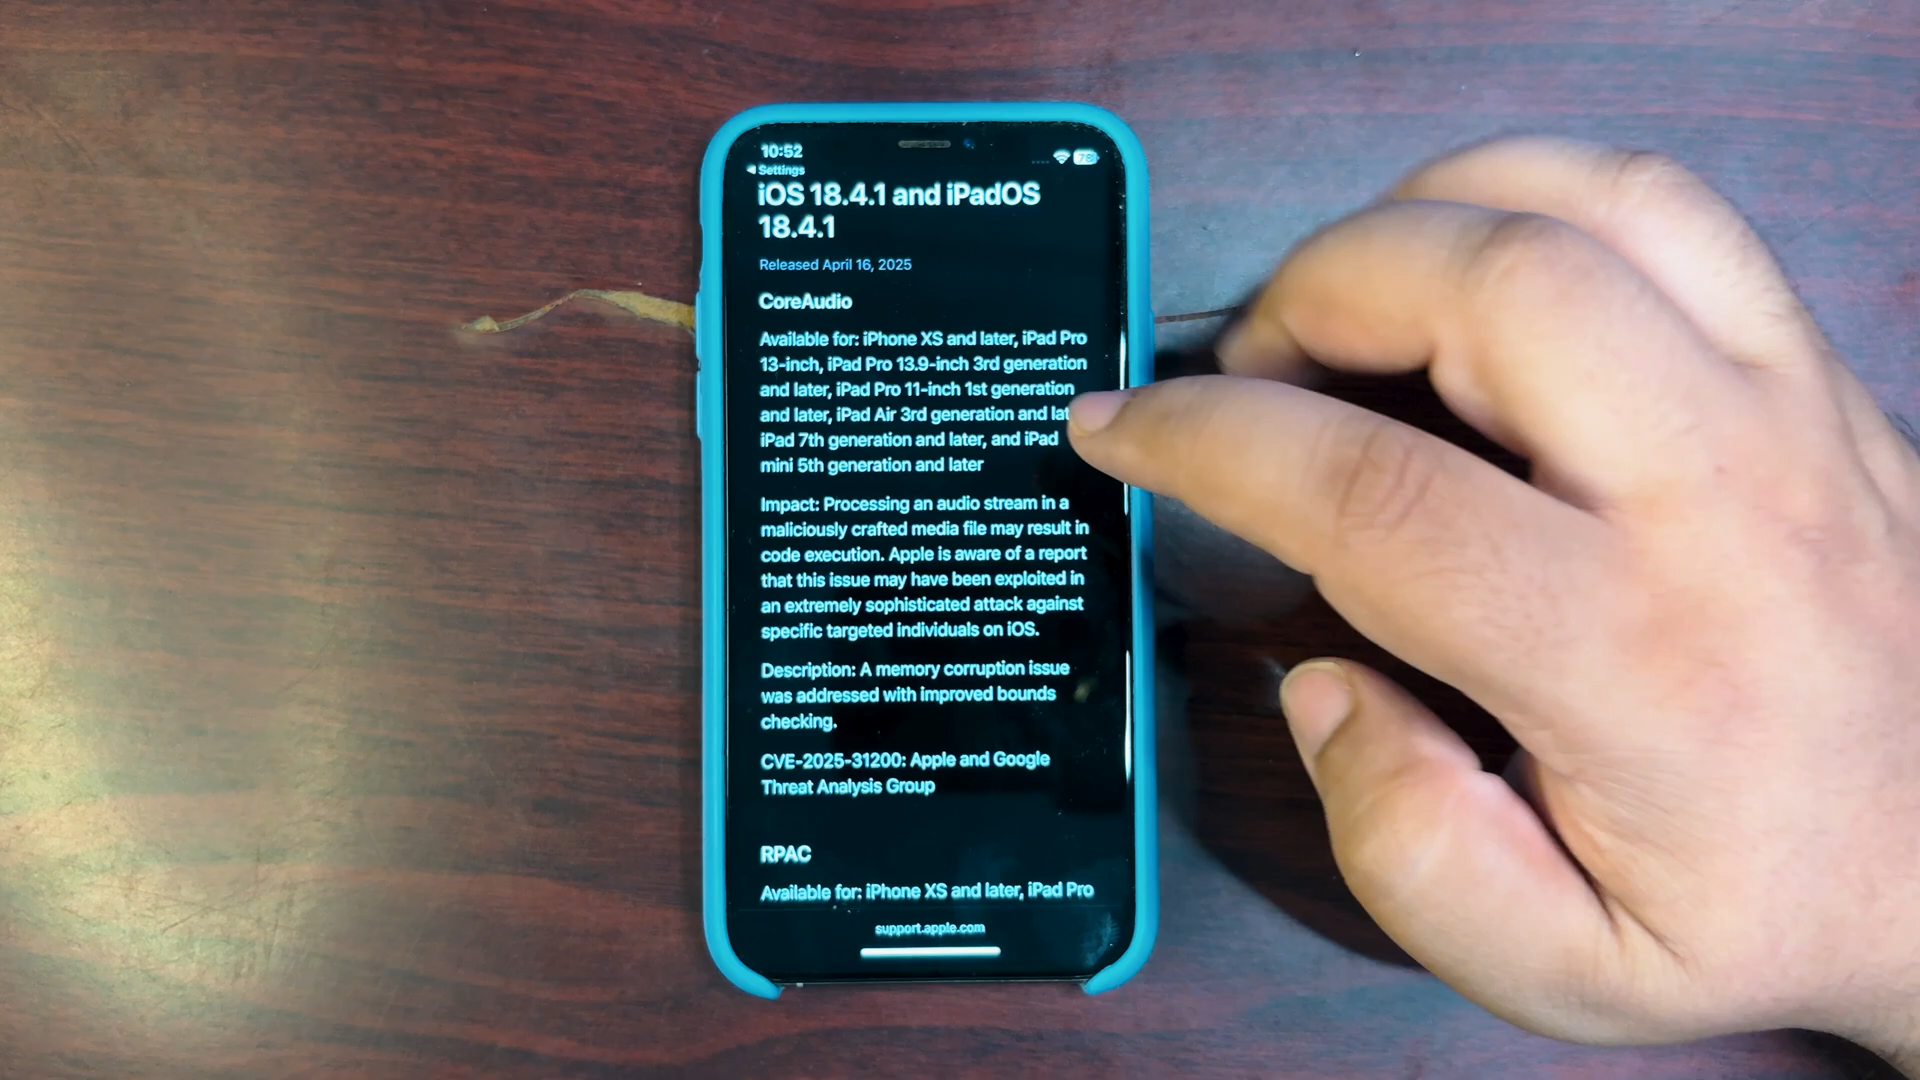 10:52
78
Settings
iOS 18.4.1 and iPadOS
18.4.1
Released April 16, 2025
CoreAudio
Available for: iPhone XS and later, iPad Pro
13-inch, iPad Pro 13.9-inch 3rd generation
and later, iPad Pro 11-inch 1st generation
and later, iPad Air 3rd generation and
iPad 7th generation and later, and iPad
mini 5th generation and later
Impact: Processing an audio stream in a
maliciously crafted media file may result in
code execution. Apple is aware of a report
that this issue may have been exploited in
an extremely sophisticated attack against
specific targeted individuals on iOS.
Description: A memory corruption issue
was addressed with improved bounds
checking.
CVE-2025-31200: Apple and Google
Threat Analysis Group
RPAC
Available for: iPhone XS and later, iPad Pro
support.apple.com